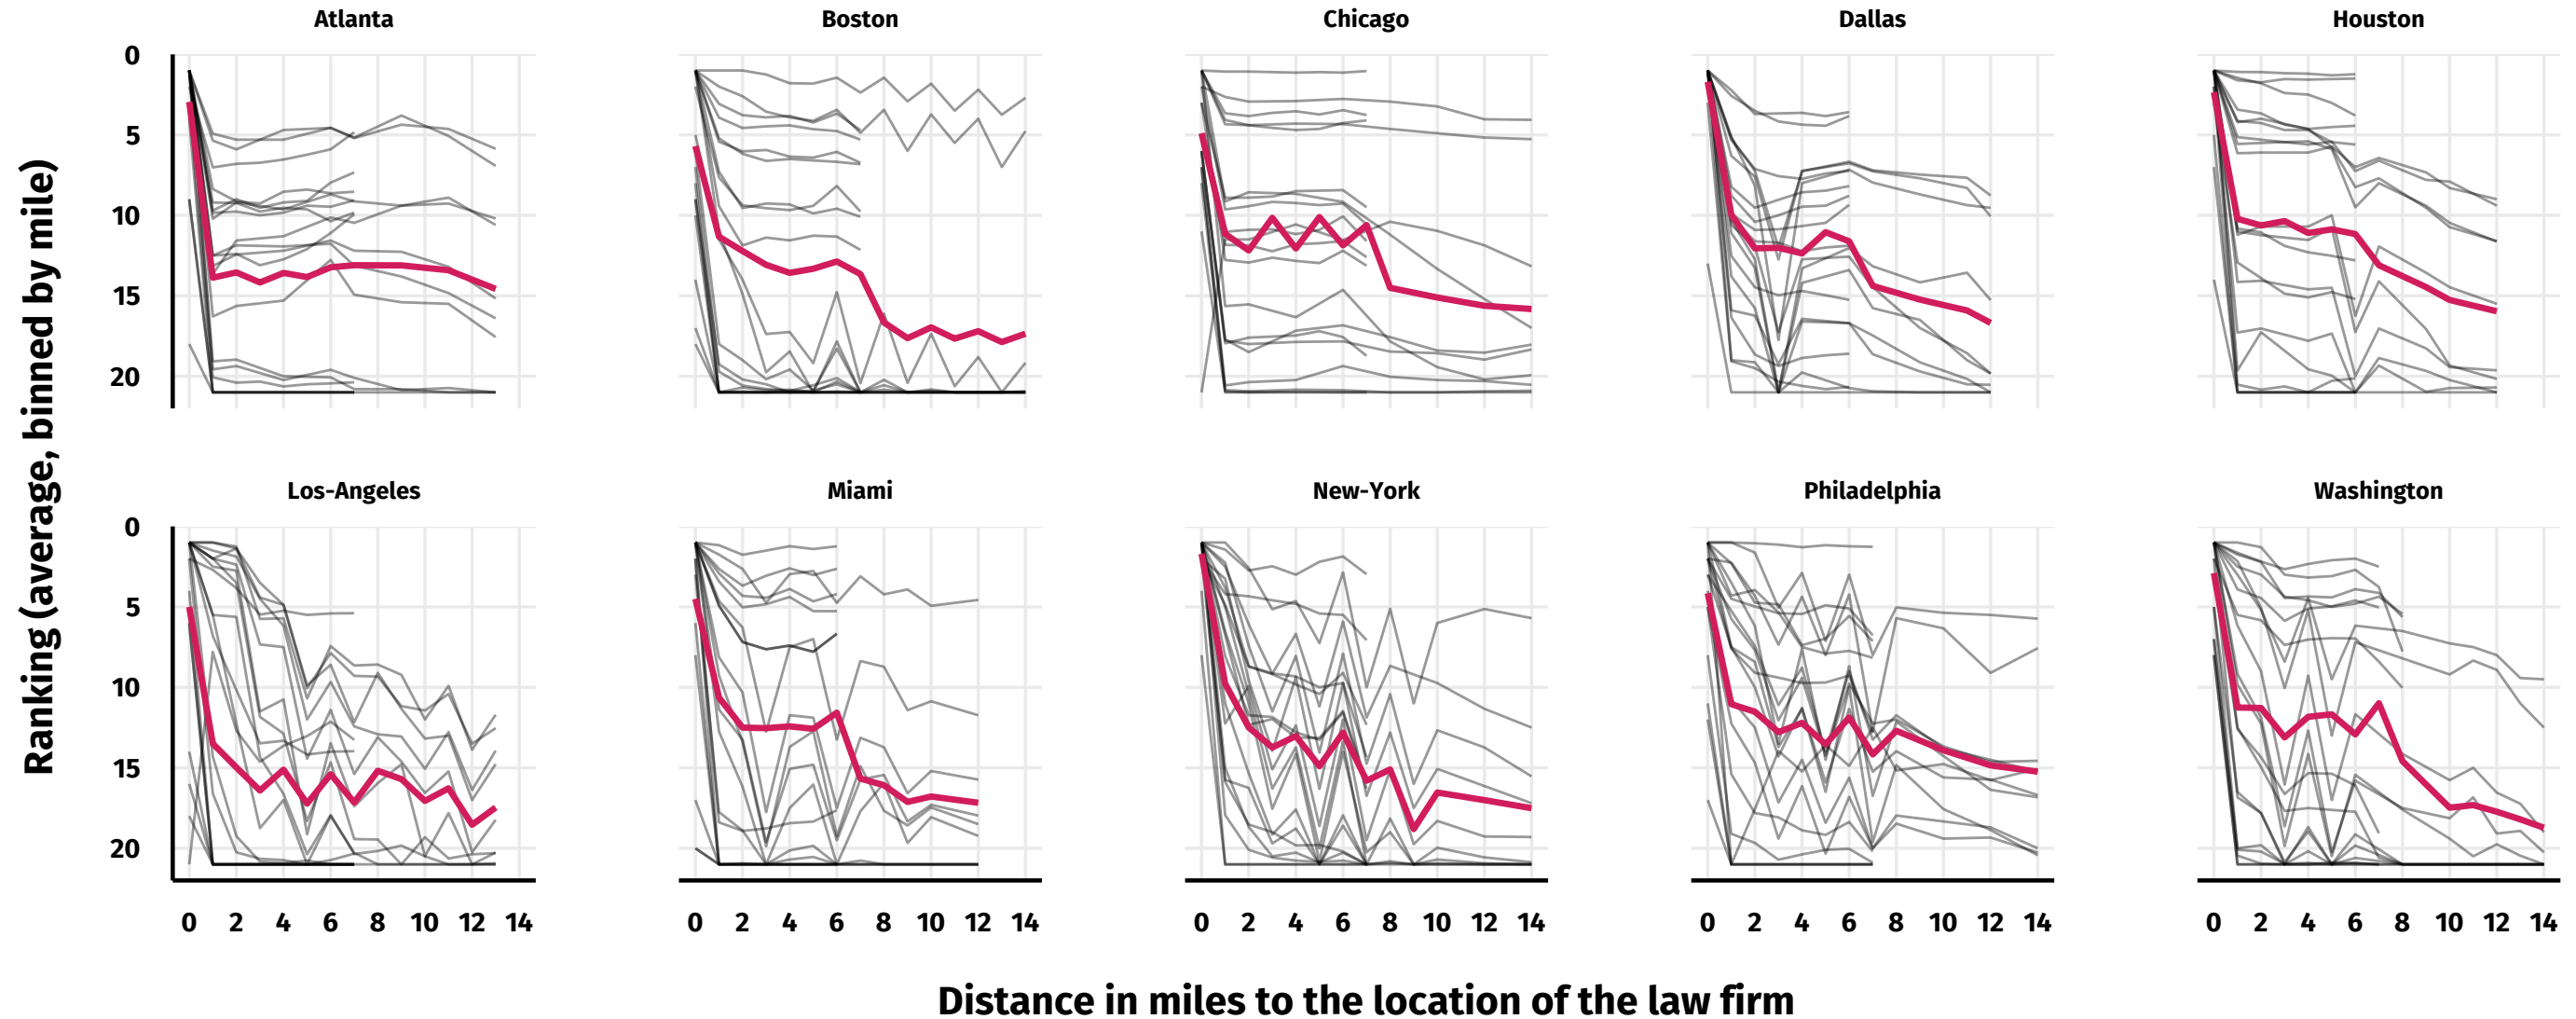 Atlanta Boston Chicago Dallas Houston
0
5
10
15
20
Los-Angeles Miami New-York Philadelphia Washington
0
5
10
15
20
0 2 4 6 8 10 12 14 0 2 4 6 8 10 12 14 0 2 4 6 8 10 12 14 0 2 4 6 8 10 12 14 0 2 4 6 8 10 12 14
Ranking (average, binned by mile)
Distance in miles to the location of the law firm